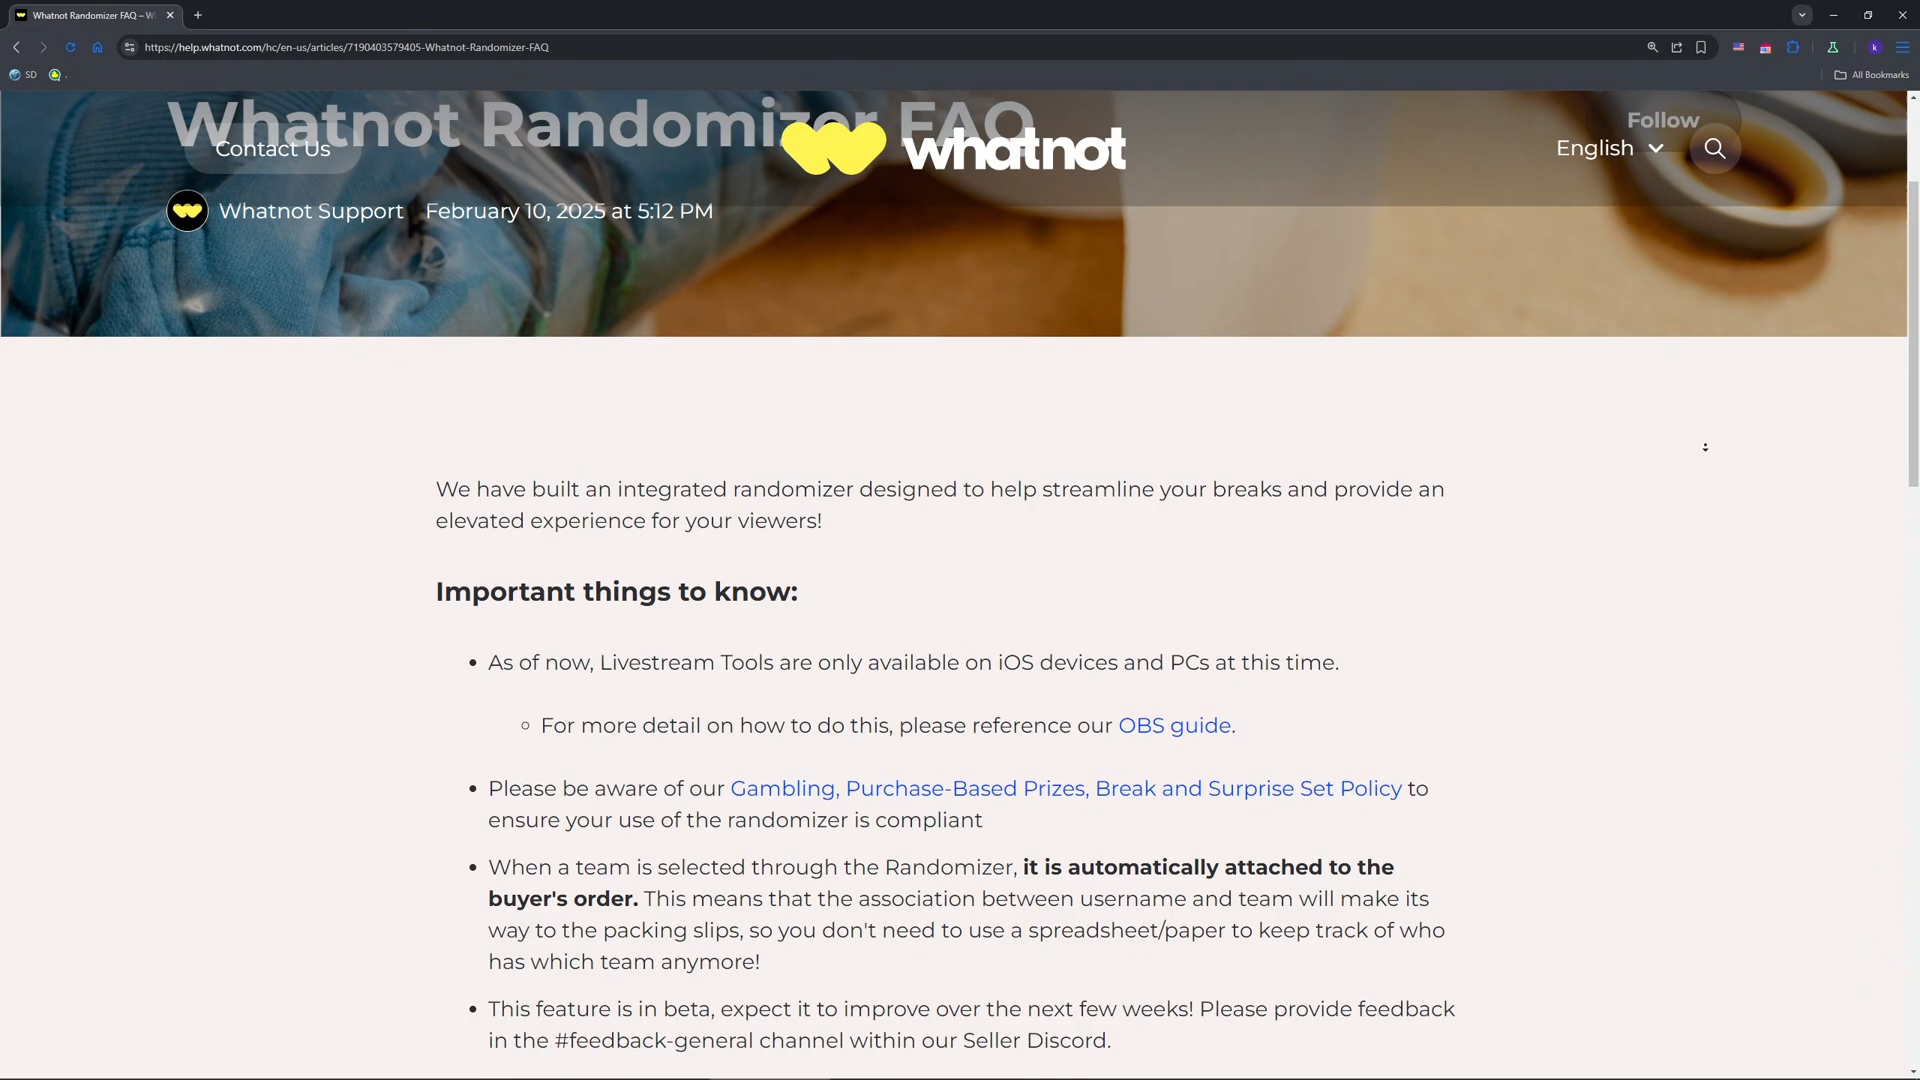 Whatnot Randomizer FAQ – W
https://help.whatnot.com/hc/en-us/articles/7190403579405-Whatnot-Randomizer-FAQ
k
SD
.
All Bookmarks
Whatnot Randomizer FAQ
Follow
Contact Us
whatnot
English
Whatnot Support February 10, 2025 at 5:12 PM
We have built an integrated randomizer designed to help streamline your breaks and provide an
elevated experience for your viewers!
Important things to know:
• As of now, Livestream Tools are only available on iOS devices and PCs at this time.
◦ For more detail on how to do this, please reference our OBS guide.
• Please be aware of our Gambling, Purchase-Based Prizes, Break and Surprise Set Policy to
ensure your use of the randomizer is compliant
• When a team is selected through the Randomizer, it is automatically attached to the
buyer's order. This means that the association between username and team will make its
way to the packing slips, so you don't need to use a spreadsheet/paper to keep track of who
has which team anymore!
• This feature is in beta, expect it to improve over the next few weeks! Please provide feedback
in the #feedback-general channel within our Seller Discord.